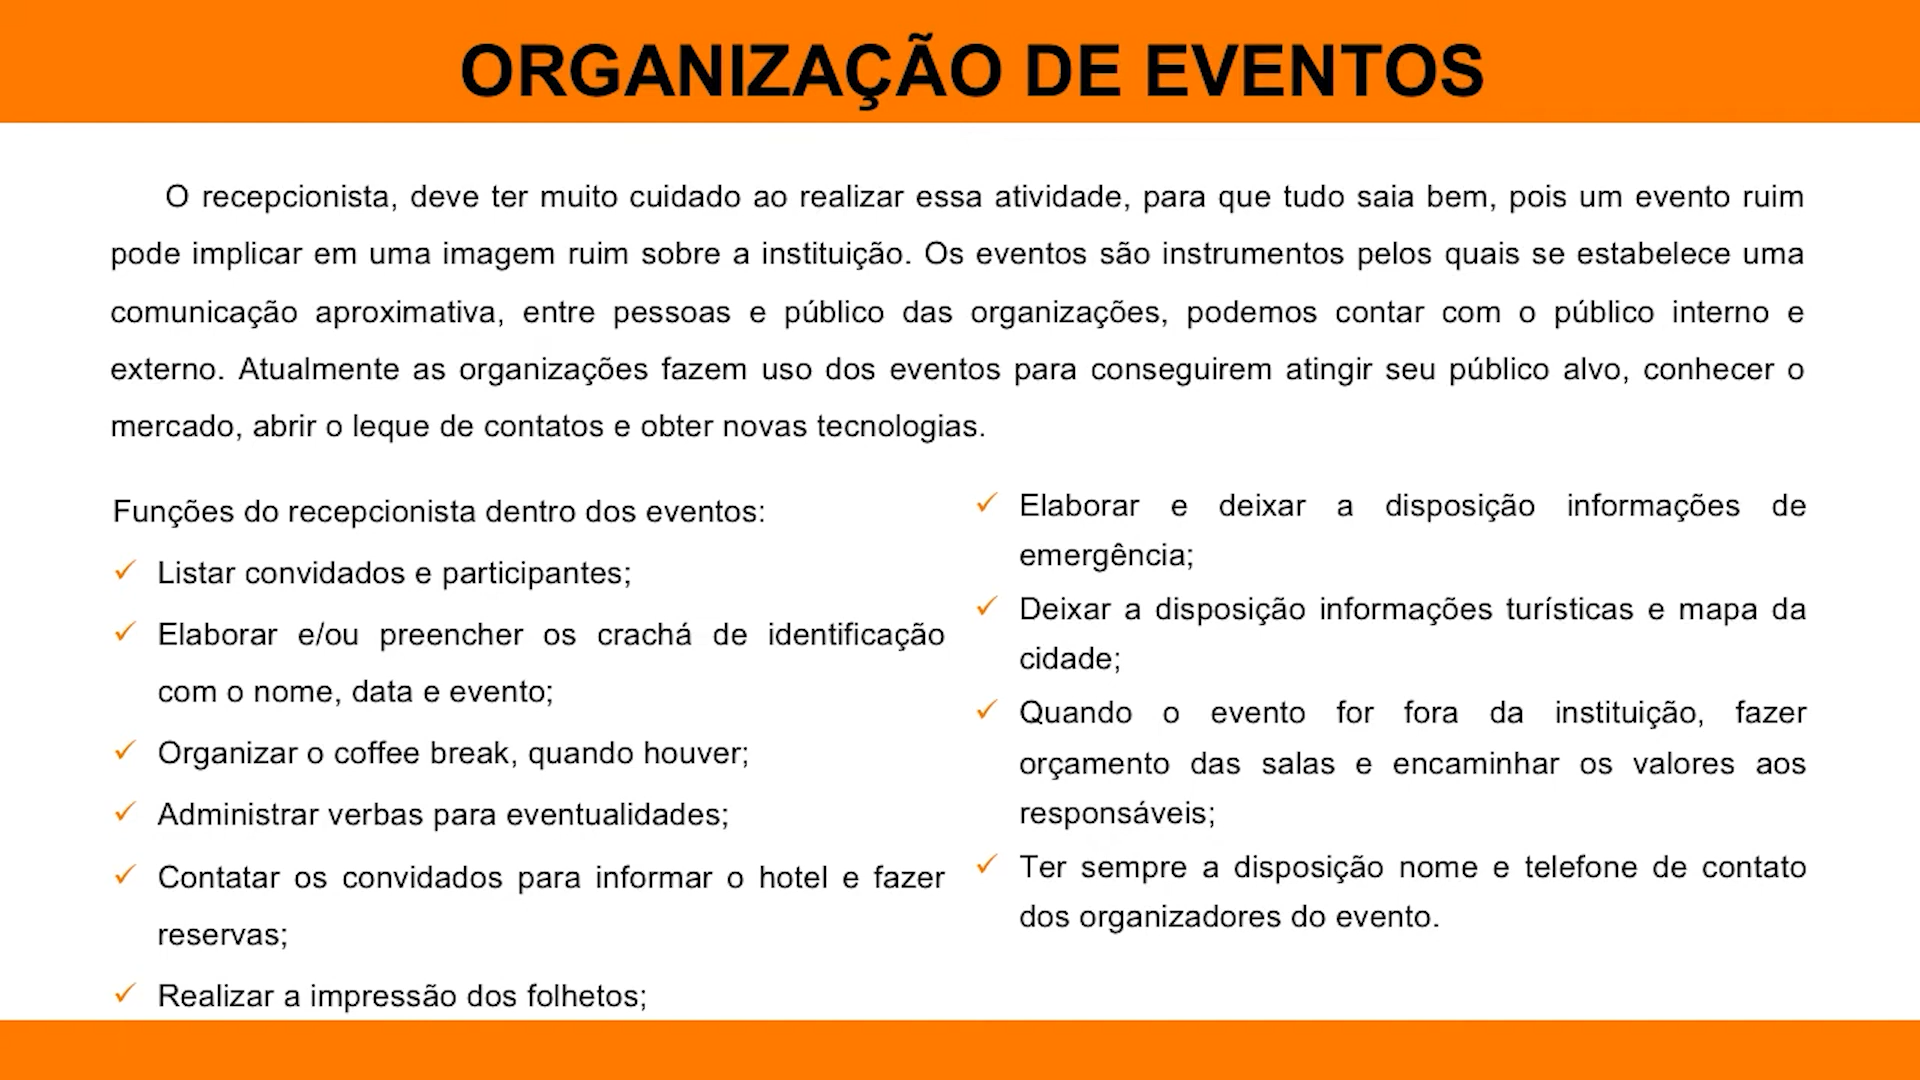 ORGANIZAÇÃO DE EVENTOS
O recepcionista, deve ter muito cuidado ao realizar essa atividade, para que tudo saia bem, pois um evento ruim
pode implicar em uma imagem ruim sobre a instituição. Os eventos são instrumentos pelos quais se estabelece uma
comunicação aproximativa, entre pessoas e público das organizações, podemos contar com o público interno e
externo. Atualmente as organizações fazem uso dos eventos para conseguirem atingir seu público alvo, conhecer o
mercado, abrir o leque de contatos e obter novas tecnologias.
Funções do recepcionista dentro dos eventos:
✓ Listar convidados e participantes;
✓ Elaborar e/ou preencher os crachá de identificação
com o nome, data e evento;
✓ Organizar o coffee break, quando houver;
✓ Administrar verbas para eventualidades;
✓ Contatar os convidados para informar o hotel e fazer
reservas;
✓ Realizar a impressão dos folhetos;
✓ Elaborar e deixar a disposição informações de
emergência;
✓ Deixar a disposição informações turísticas e mapa da
cidade;
✓ Quando o evento for fora da instituição, fazer
orçamento das salas e encaminhar os valores aos
responsáveis;
✓ Ter sempre a disposição nome e telefone de contato
dos organizadores do evento.